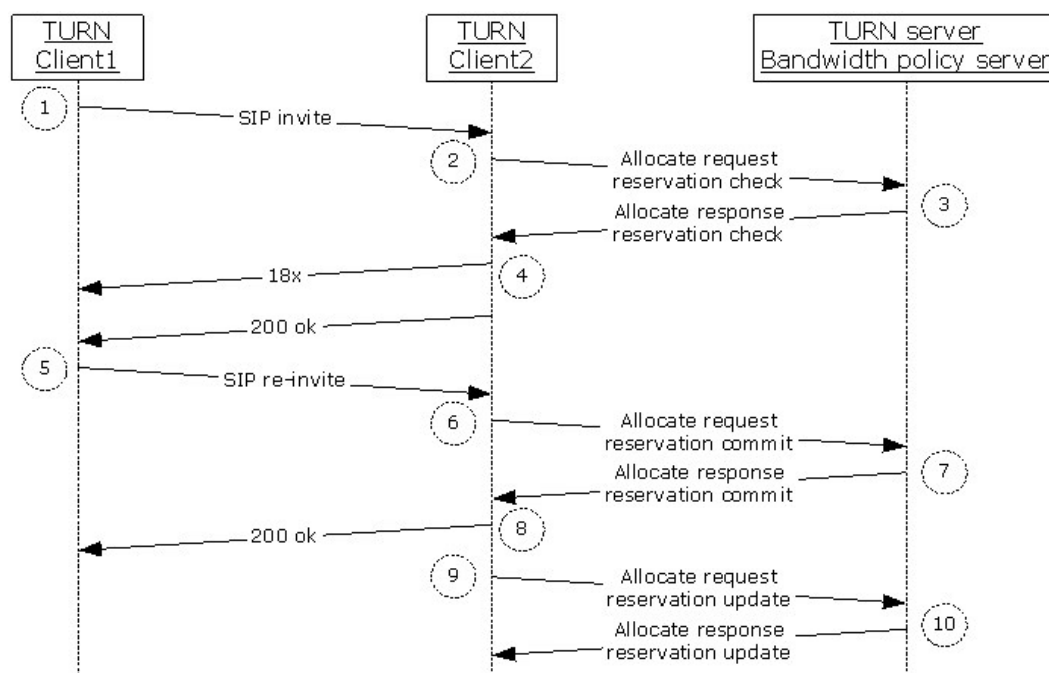 TURN
Client1
TURN
Client2
TURN server
Bandwidth policy server
1
SIP invite
2
Allocate request
reservation check
3
Allocate response
reservation check
4
18x
200 ok
5
SIP re-invite
6
Allocate request
reservation commit
7
Allocate response
reservation commit
8
200 ok
9
Allocate request
reservation update
10
Allocate response
reservation update